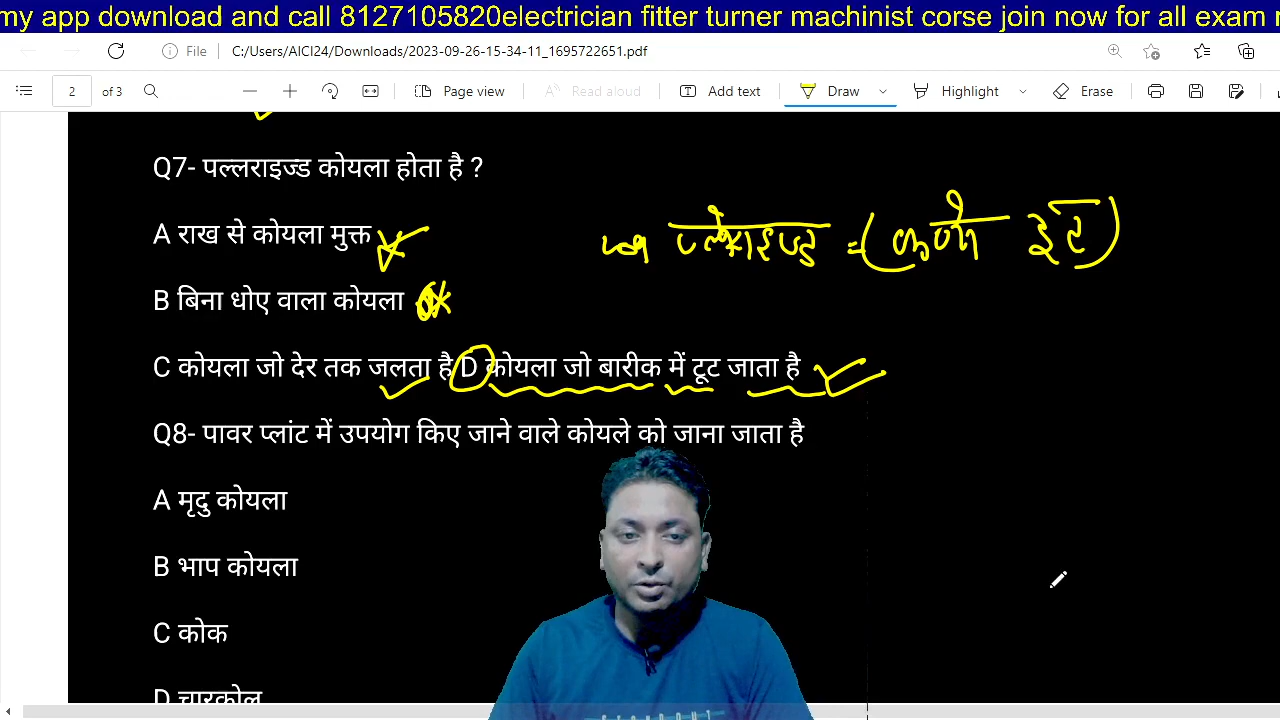 my app download and call 8127105820electrician fitter turner machinist corse join now for all exam
File C:/Users/AICI24/Downloads/2023-09-26-15-34-11_1695722651.pdf
2 of 3 Page view Read aloud Add text Draw Highlight Erase
Q7- पल्लराइज्ड कोयला होता है ?
A राख से कोयला मुक्त
B बिना धोए वाला कोयला
C कोयला जो देर तक जलता है D कोयला जो बारीक में टूट जाता है
Q8- पावर प्लांट में उपयोग किए जाने वाले कोयले को जाना जाता है
A मृदु कोयला
B भाप कोयला
C कोक
D चारकोल